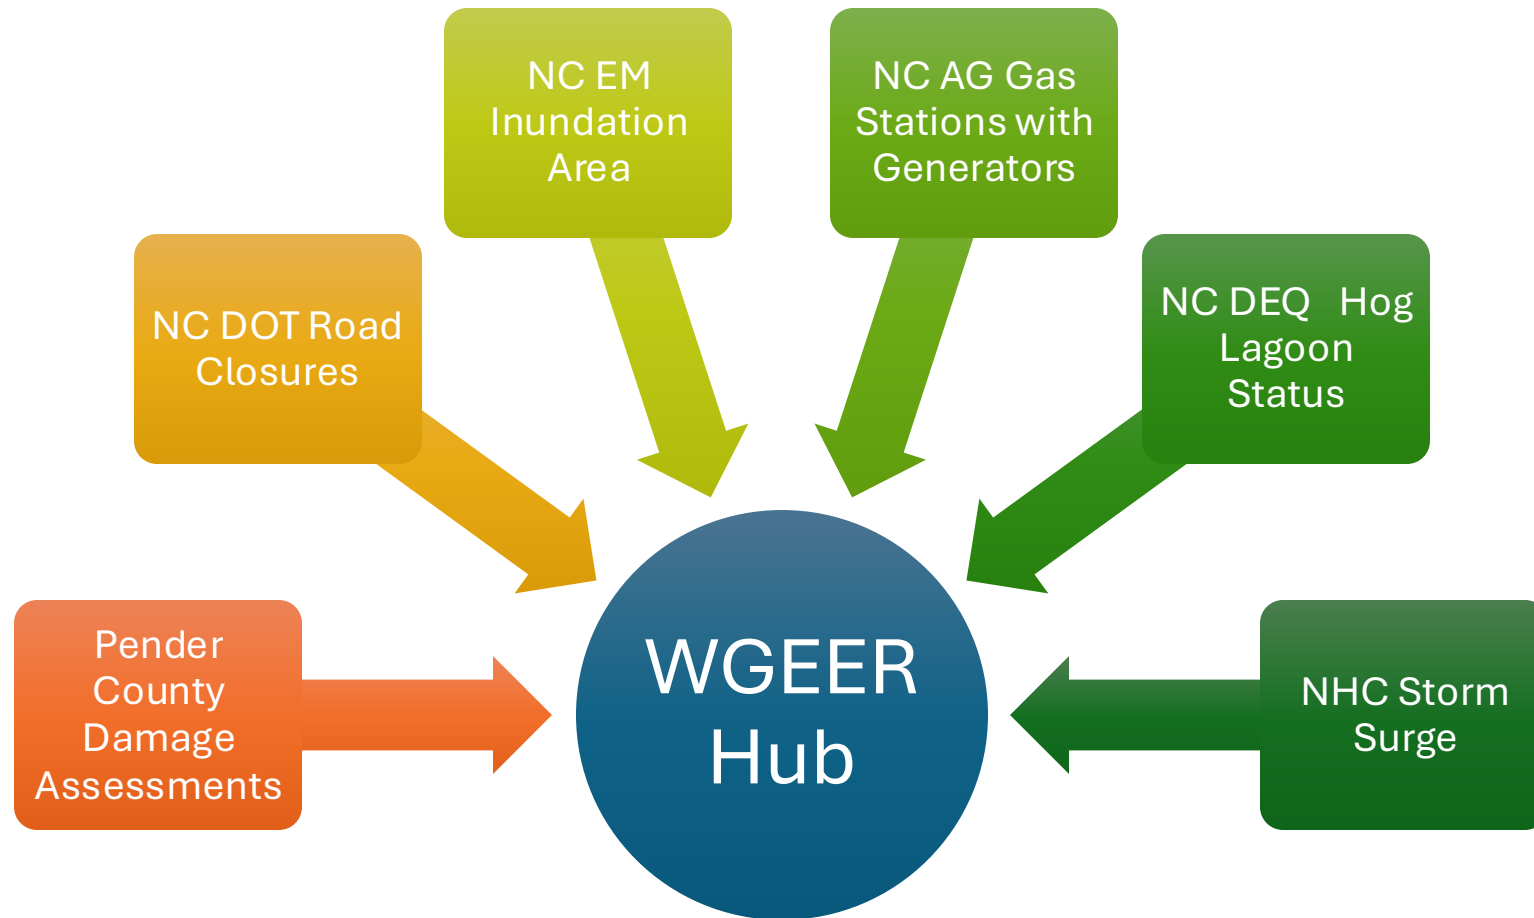 NC EM
Inundation
Area
NC AG Gas
Stations with
Generators
NC DOT Road
Closures
NC DEQ Hog
Lagoon
Status
Pender
County
Damage
Assessments
WGEER
Hub
NHC Storm
Surge